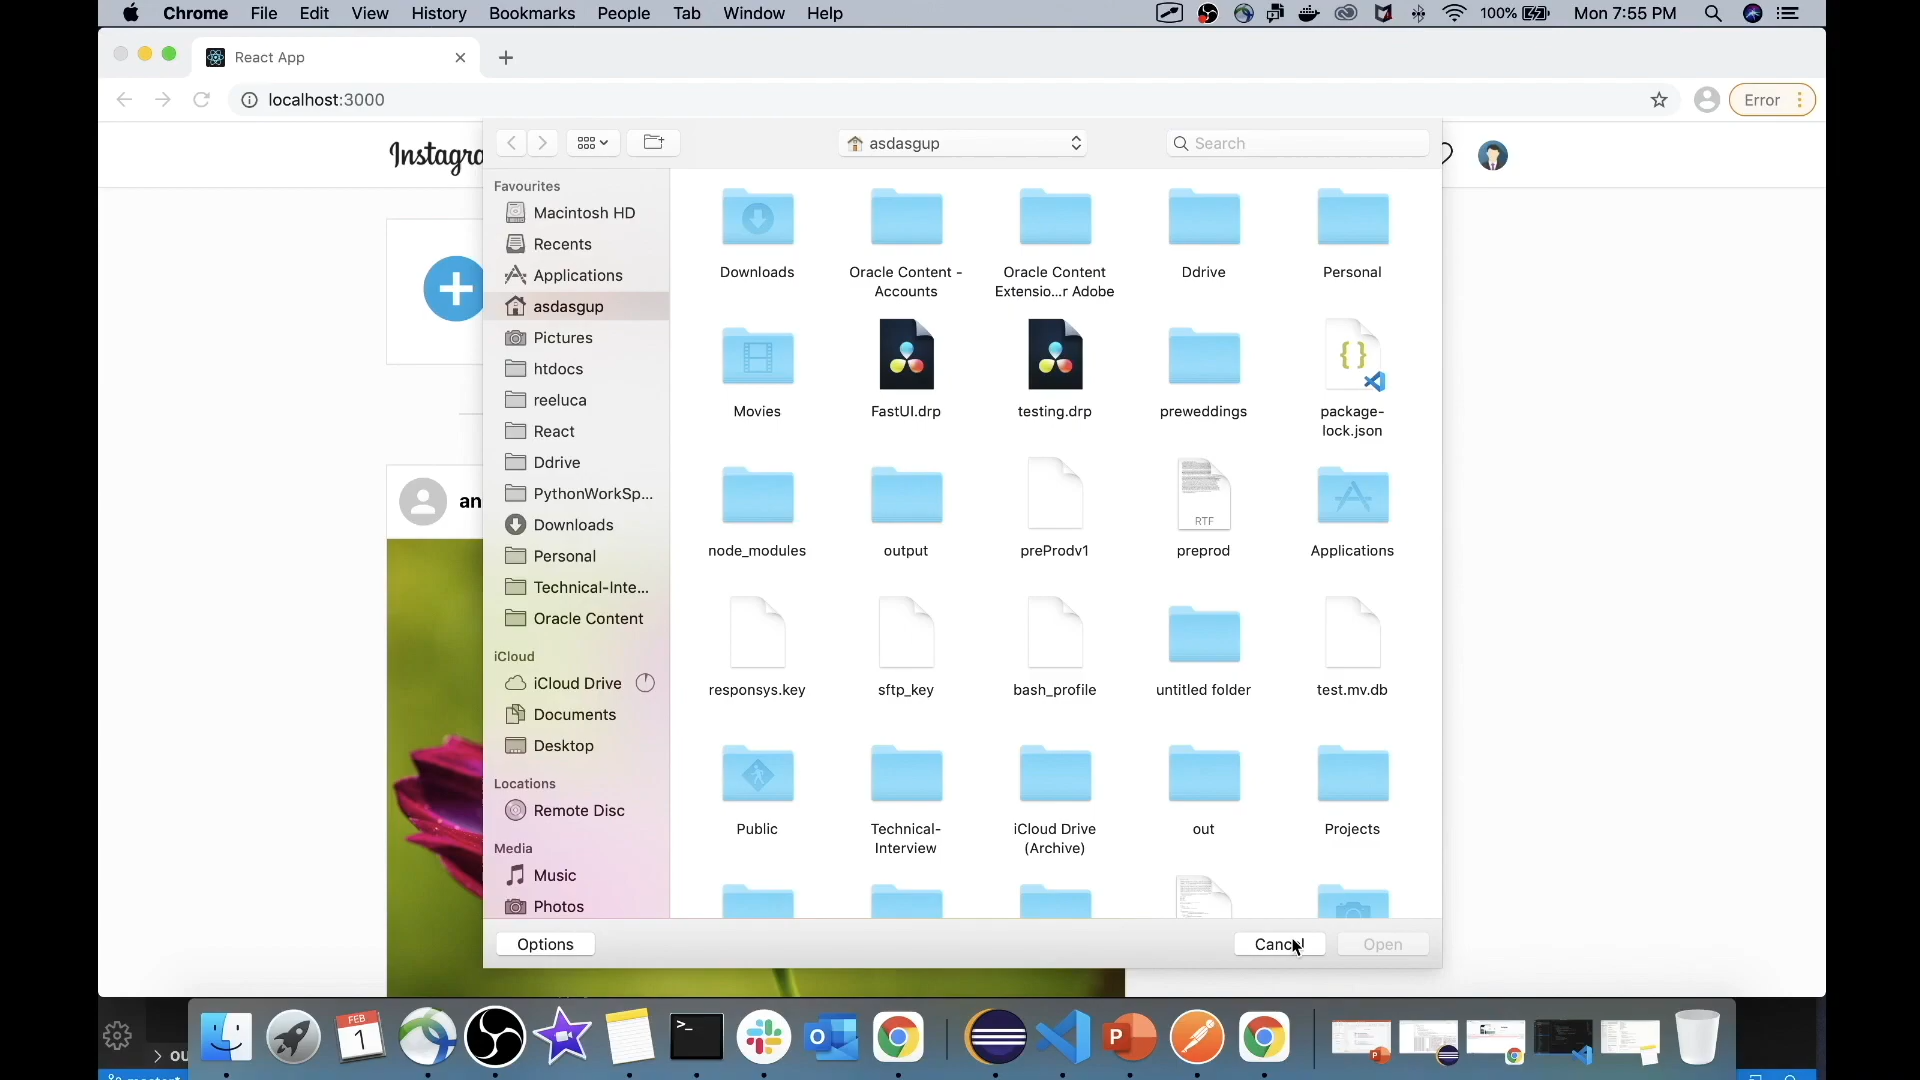 Chrome File Edit View History Bookmarks People Tab Window Help 100% Mon 7:55 PM
React App
localhost:3000 Error
Instagra
asdasgup
Search
Favourites
Macintosh HD
Recents
Applications
asdasgup
Pictures
htdocs
reeluca
React
Ddrive
PythonWorkSp...
Downloads
Personal
Technical-Inte...
Oracle Content
iCloud
iCloud Drive
Documents
Desktop
Locations
Remote Disc
Media
Music
Photos
Downloads
Oracle Content -
Accounts
Oracle Content
Extensio...r Adobe
Ddrive
Personal
Movies
FastUI.drp
testing.drp
preweddings
package-
lock.json
node_modules
output
preProdv1
RTF
preprod
Applications
responsys.key
sftp_key
bash_profile
untitled folder
test.mv.db
Public
Technical-
Interview
iCloud Drive
(Archive)
out
Projects
an
Options
Cancel
Open
FEB
1
> OU